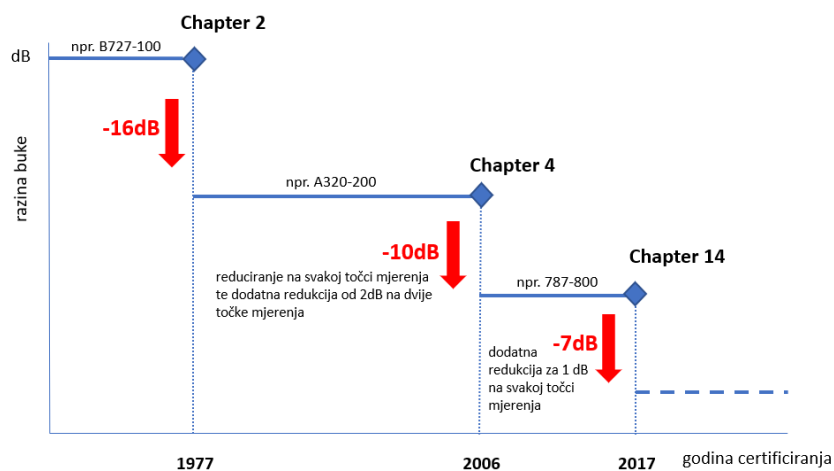 Chapter 2
npr. B727-100
dB
-16dB
razina buke
Chapter 4
npr. A320-200
-10dB
reduciranje na svakoj točci mjerenja
te dodatna redukcija od 2dB na dvije
točke mjerenja
Chapter 14
npr. 787-800
-7dB
dodatna
redukcija za 1 dB
na svakoj točci
mjerenja
1977
2006
2017
godina certificiranja